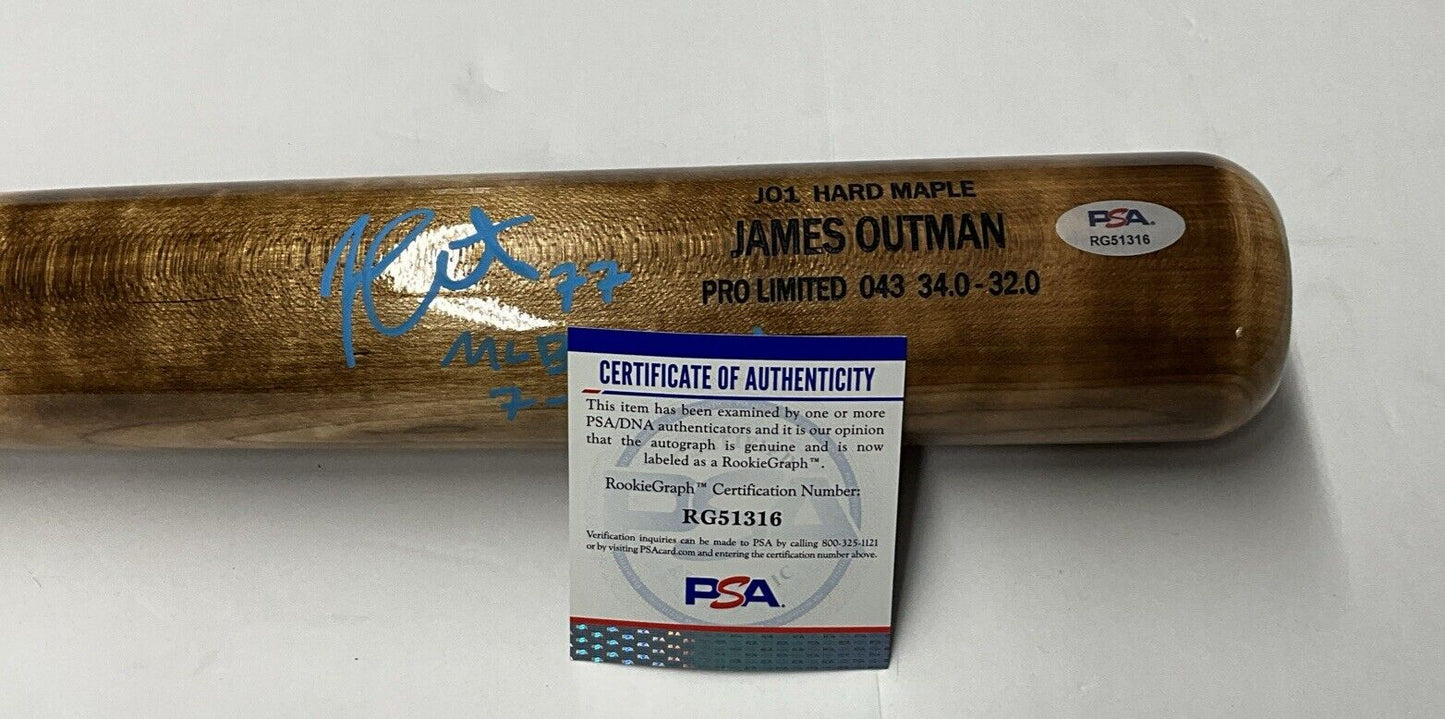 JO1 HARD MAPLE
JAMES OUTMAN
PRO LIMITED 043 34.0-32.0
PSA.
RG51316
77
MLB
7-
CERTIFICATE OF AUTHENTICITY
This item has been examined by one or more
PSA/DNA authenticators and it is our opinion
that the autograph is genuine and is now
labeled as a RookieGraph™.
RookieGraph™ Certification Number:
RG51316
Verification inquiries can be made to PSA by calling 800-325-1121
or by visiting PSAcard.com and entering the certification number above.
PSA.